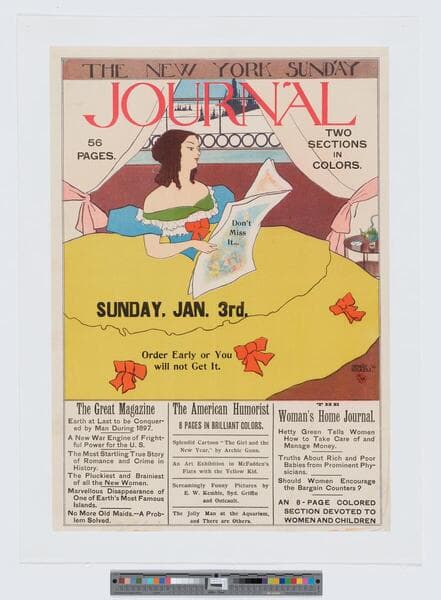 THE NEW YORK SUNDAY
JOURNAL
56
PAGES.
TWO
SECTIONS
IN
COLORS.
Don't
Miss
It...
SUNDAY, JAN. 3rd.
Order Early or You
will not Get It.
The Great Magazine
Earth at Last to be Conquer-
ed by Man During 1897.
A New War Engine of Fright-
ful Power for the U. S.
The Most Startling True Story
of Romance and Crime in
History.
The Pluckiest and Brainiest
of all the New Women.
Marvellous Disappearance of
One of Earth's Most Famous
Islands.
No More Old Maids.—A Prob-
lem Solved.
The American Humorist
8 PAGES IN BRILLIANT COLORS.
Splendid Cartoon "The Girl and the
New Year," by Archie Gunn.
An Art Exhibition in McFadden's
Flats with the Yellow Kid.
Screamingly Funny Pictures by
E. W. Kemble, Syd. Griffin
and Outcault.
The Jolly Man at the Aquarium,
and There are Others.
THE
Woman's Home Journal.
Hetty Green Tells Women
How to Take Care of and
Manage Money.
Truths About Rich and Poor
Babies from Prominent Phy-
sicians.
Should Women Encourage
the Bargain Counters?
AN 8-PAGE COLORED
SECTION DEVOTED TO
WOMEN AND CHILDREN